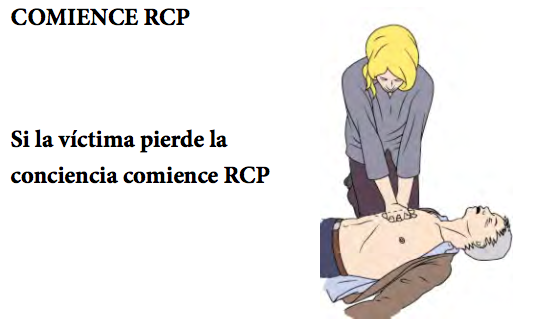 COMIENCE RCP
Si la víctima pierde la
conciencia comience RCP